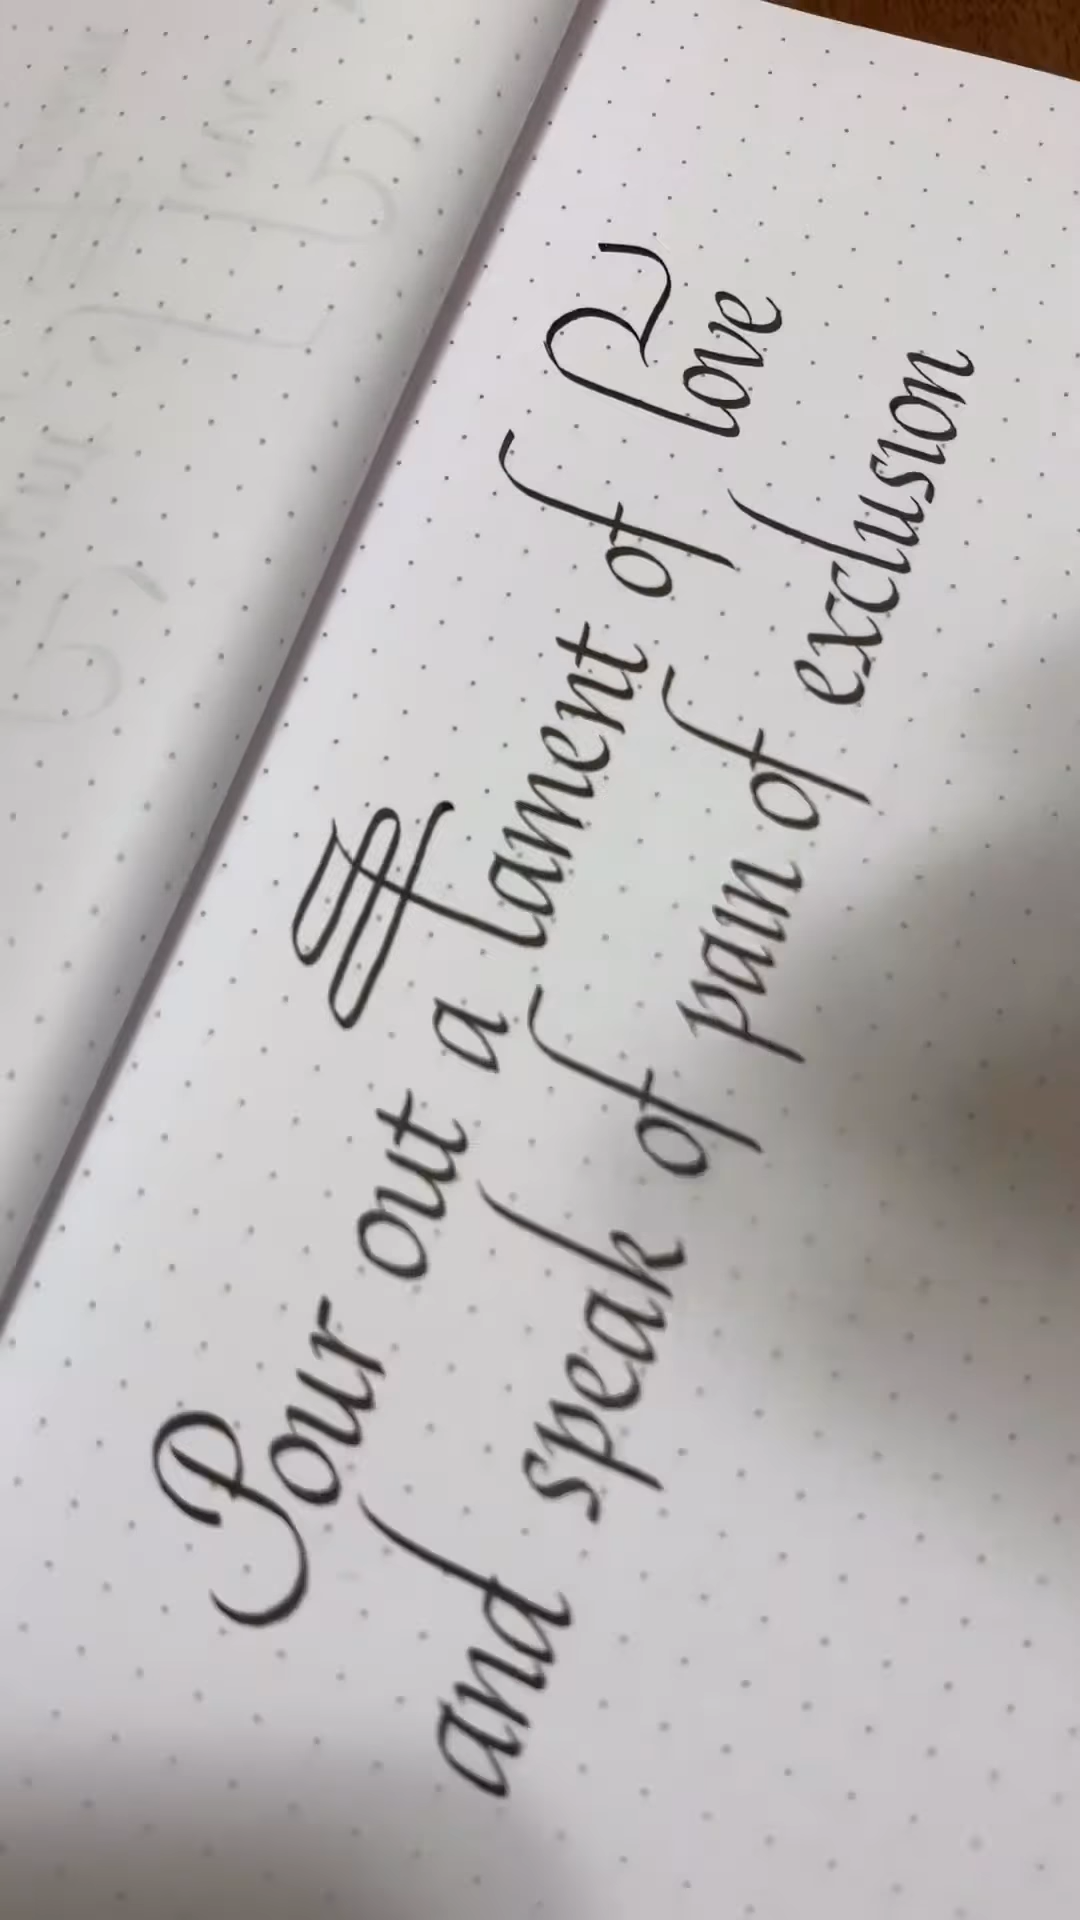 Pour out a lament of love
and speak of pain of exclusion